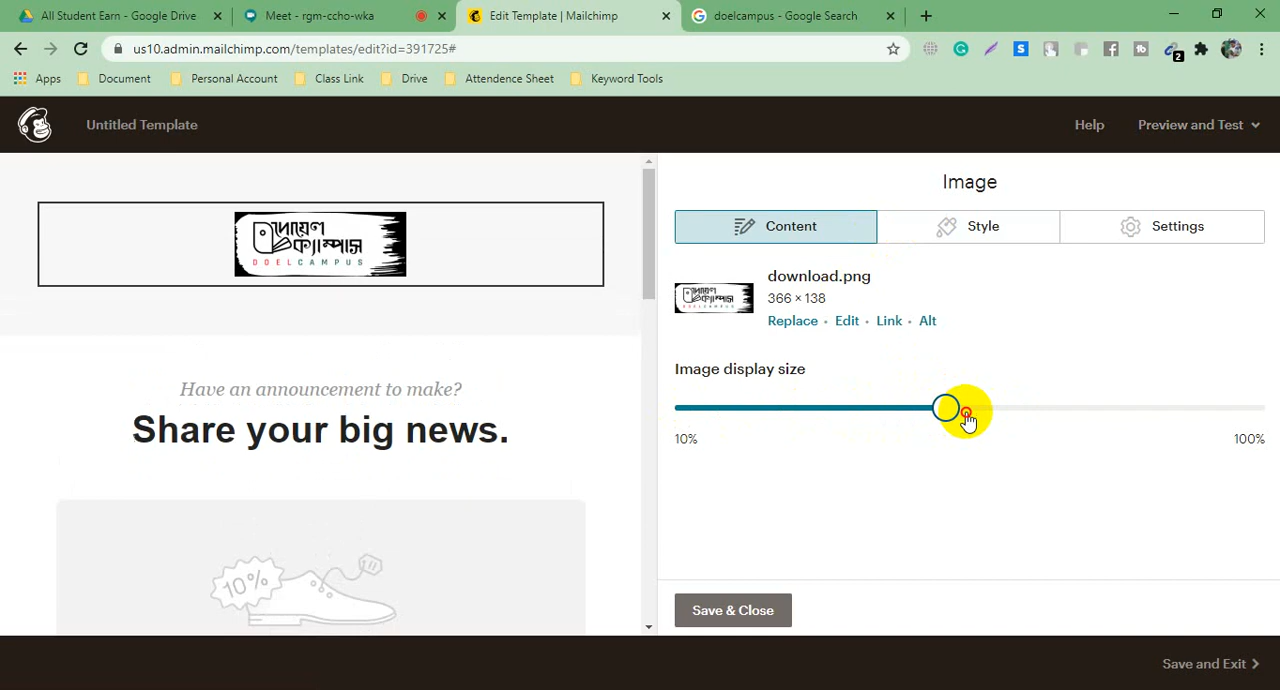 All Student Earn - Google Drive
Meet - rgm-ccho-wka
Edit Template | Mailchimp
doelcampus - Google Search
us10.admin.mailchimp.com/templates/edit?id=391725#
2
Apps
Document
Personal Account
Class Link
Drive
Attendence Sheet
Keyword Tools
Untitled Template
Help
Preview and Test
দোয়েল
ক্যাম্পাস
DOELCAMPUS
Have an announcement to make?
Share your big news.
10%
Image
Content
Style
Settings
দোয়েল
ক্যাম্পাস
DOELCAMPUS
download.png
366 × 138
Replace · Edit · Link · Alt
Image display size
10%
100%
Save & Close
Save and Exit